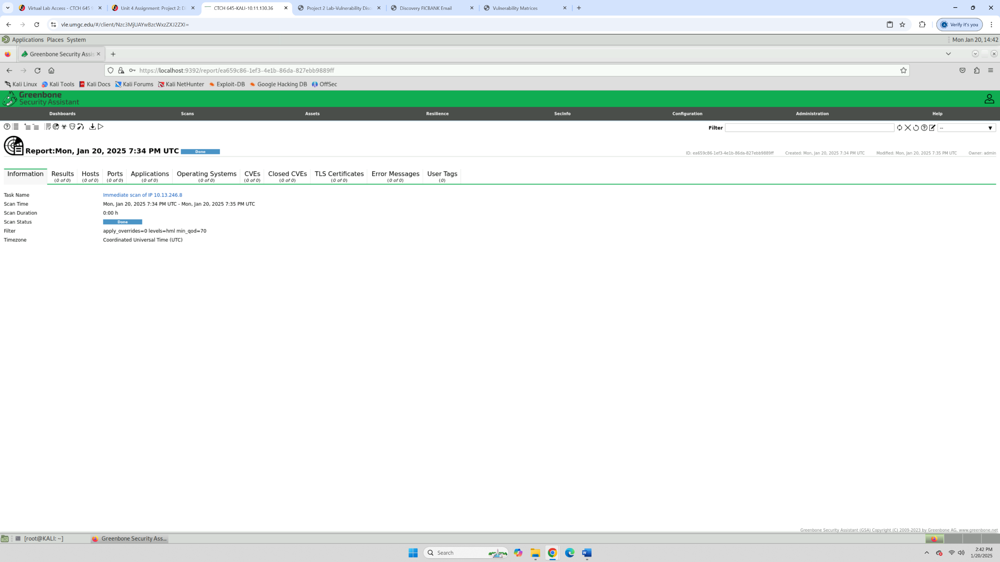 Virtual Lab Access - CTCH 645 9
Unit 4 Assignment: Project 2: Di
CTCH 645-KALI-10.11.130.36
Project 2 Lab-Vulnerability Disco
Discovery FICBANK Email
Vulnerability Matrices
vle.umgc.edu/#/client/Nzc3MjUAYwBzcWxzZXJ2ZXI=
Verify it's you
Applications Places System
Mon Jan 20, 14:42
Greenbone Security Assis
https://localhost:9392/report/ea659c86-1ef3-4e1b-86da-827ebb9889ff
Kali Linux Kali Tools Kali Docs Kali Forums Kali NetHunter Exploit-DB Google Hacking DB OffSec
Greenbone
Security Assistant
Dashboards Scans Assets Resilience SecInfo Configuration Administration Help
Filter
--
Report:Mon, Jan 20, 2025 7:34 PM UTC Done
ID: ea659c86-1ef3-4e1b-86da-827ebb9889ff Created: Mon, Jan 20, 2025 7:34 PM UTC Modified: Mon, Jan 20, 2025 7:35 PM UTC Owner: admin
Information Results Hosts Ports Applications Operating Systems CVEs Closed CVEs TLS Certificates Error Messages User Tags
(0 of 0) (0 of 0) (0 of 0) (0 of 0) (0 of 0) (0 of 0) (0 of 0) (0 of 0) (0 of 0) (0)
Task Name Immediate scan of IP 10.13.246.8
Scan Time Mon, Jan 20, 2025 7:34 PM UTC - Mon, Jan 20, 2025 7:35 PM UTC
Scan Duration 0:00 h
Scan Status Done
Filter apply_overrides=0 levels=hml min_qod=70
Timezone Coordinated Universal Time (UTC)
Greenbone Security Assistant (GSA) Copyright (C) 2009-2023 by Greenbone AG, www.greenbone.net
[root@KALI: ~]
Greenbone Security Ass...
Search
2:42 PM
1/20/2025